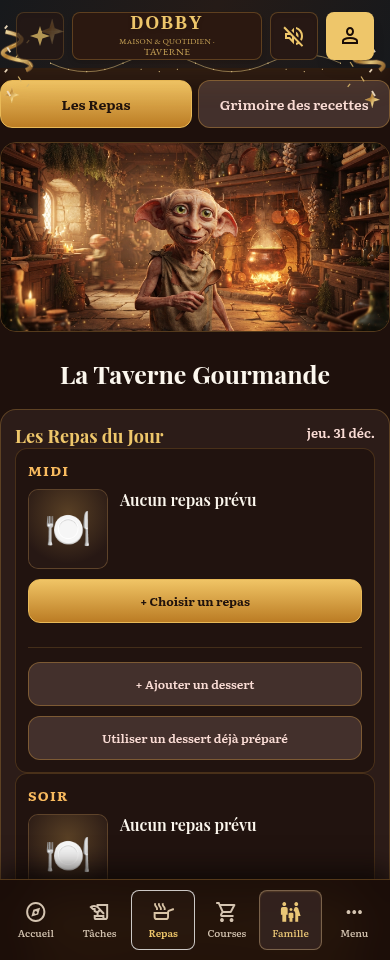 DOBBY
MAISON & QUOTIDIEN ·
TAVERNE
Les Repas
Grimoire des recettes
La Taverne Gourmande
Les Repas du Jour
jeu. 31 déc.
MIDI
Aucun repas prévu
+ Choisir un repas
+ Ajouter un dessert
Utiliser un dessert déjà préparé
SOIR
Aucun repas prévu
Accueil
Tâches
Repas
Courses
Famille
Menu